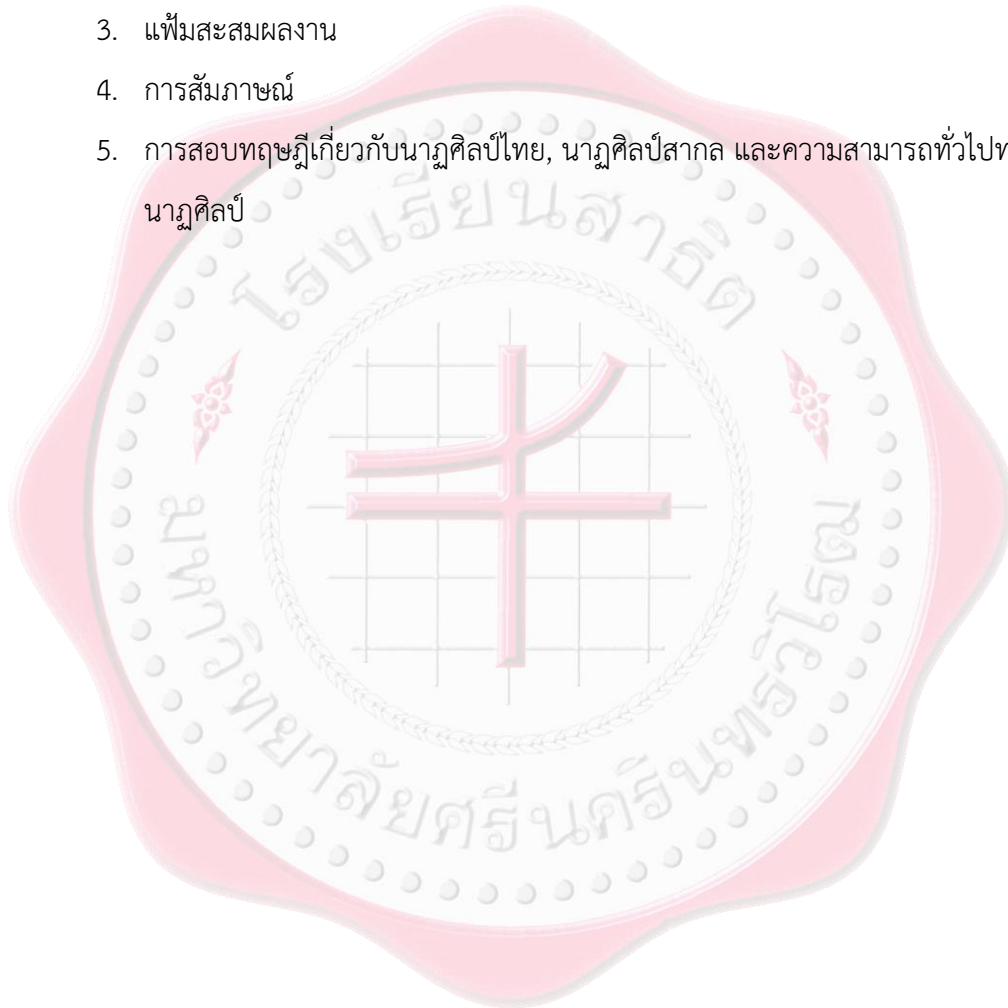 3. แฟ้มสะสมผลงาน
4. การสัมภาษณ์
5. การสอบทฤษฎีเกี่ยวกับนาฏศิลป์ไทย, นาฏศิลป์สากล และความสามารถทั่วไป
นาฏศิลป์
โรงเรียนสาธิต
มหาวิทยาลัยศรีนครินทรวิโรฒ